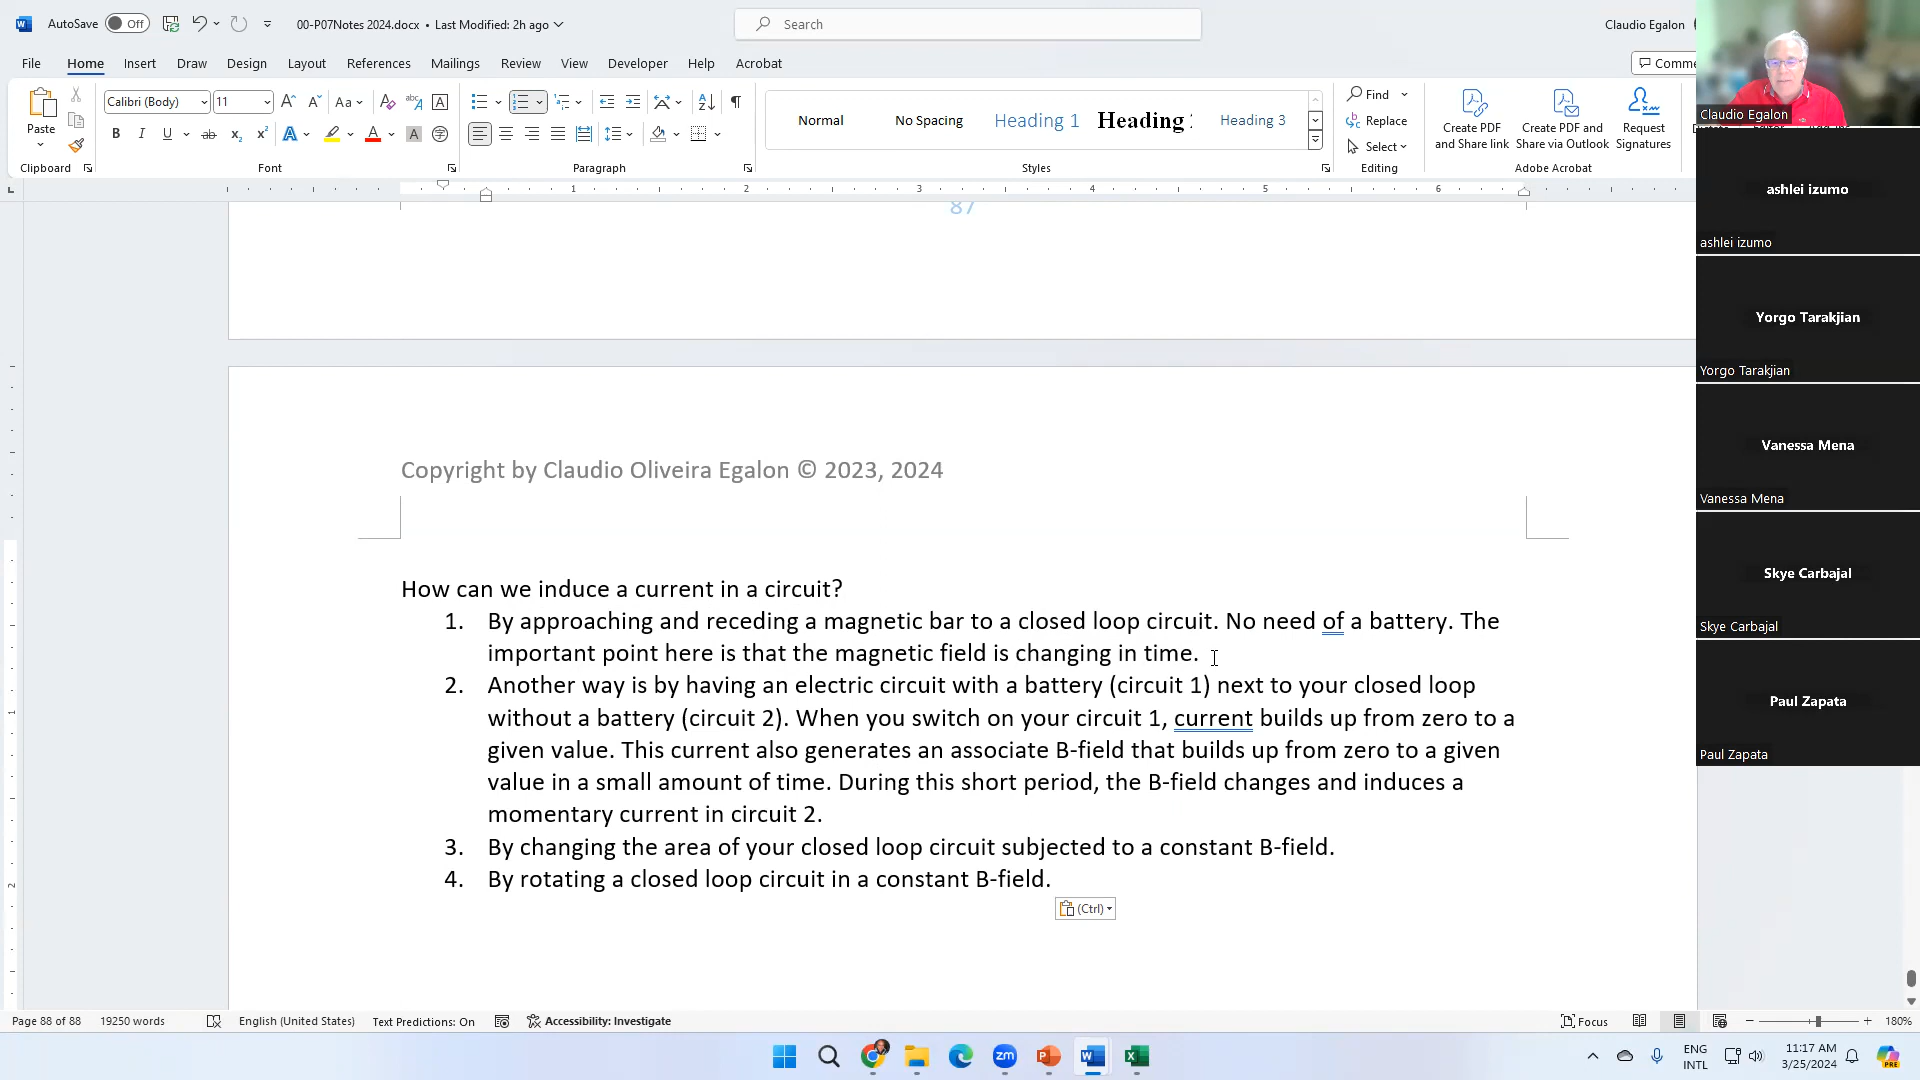 AutoSave Off 00-P07Notes 2024.docx • Last Modified: 2h ago Search Claudio Egalon
File Home Insert Draw Design Layout References Mailings Review View Developer Help Acrobat Comme
Paste Calibri (Body) 11 Normal No Spacing Heading 1 Heading Heading 3 Find Replace Select Create PDF and Share link Create PDF and Share via Outlook Request Signatures
Clipboard Font Paragraph Styles Editing Adobe Acrobat
1 2 3 4 5 6
87
Copyright by Claudio Oliveira Egalon © 2023, 2024
How can we induce a current in a circuit?
1. By approaching and receding a magnetic bar to a closed loop circuit. No need of a battery. The
important point here is that the magnetic field is changing in time.
2. Another way is by having an electric circuit with a battery (circuit 1) next to your closed loop
without a battery (circuit 2). When you switch on your circuit 1, current builds up from zero to a
given value. This current also generates an associate B-field that builds up from zero to a given
value in a small amount of time. During this short period, the B-field changes and induces a
momentary current in circuit 2.
3. By changing the area of your closed loop circuit subjected to a constant B-field.
4. By rotating a closed loop circuit in a constant B-field.
(Ctrl)
Claudio Egalon
ashlei izumo
ashlei izumo
Yorgo Tarakjian
Yorgo Tarakjian
Vanessa Mena
Vanessa Mena
Skye Carbajal
Skye Carbajal
Paul Zapata
Paul Zapata
Page 88 of 88 19250 words English (United States) Text Predictions: On Accessibility: Investigate Focus 180%
zm ENG INTL 11:17 AM 3/25/2024 PRE